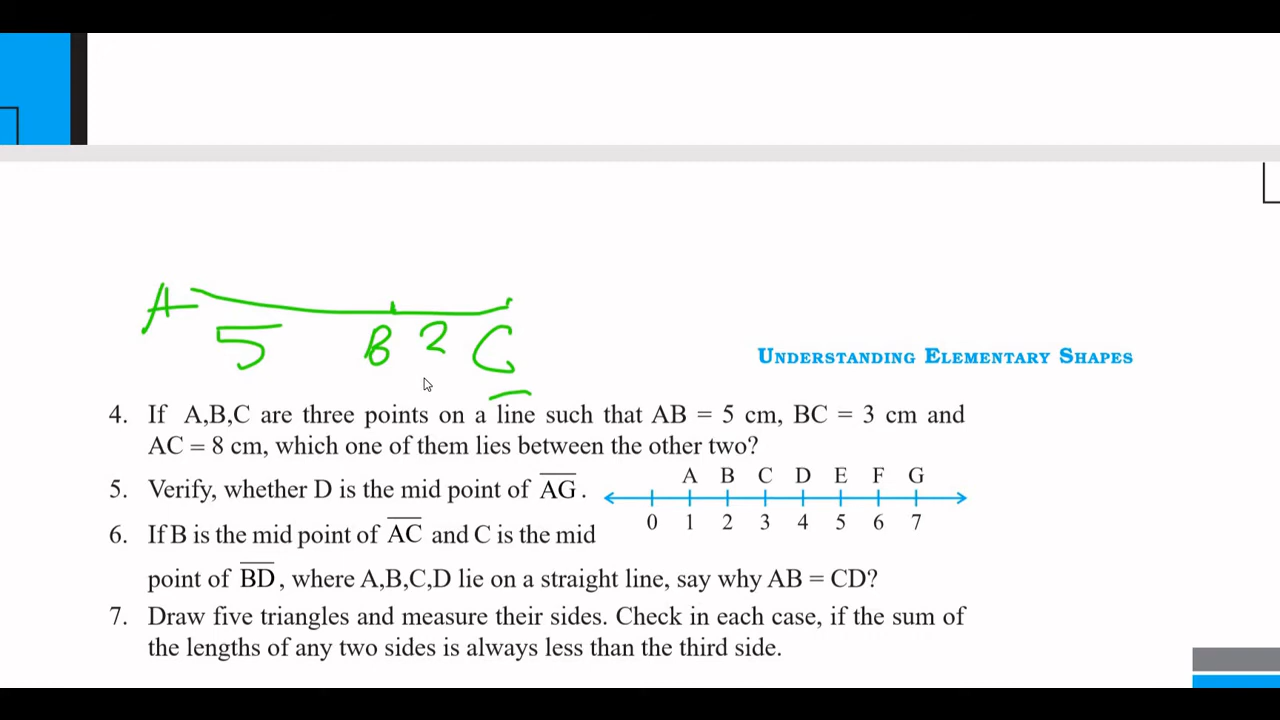 A
5 B 2 C
UNDERSTANDING ELEMENTARY SHAPES
4. If A,B,C are three points on a line such that AB = 5 cm, BC = 3 cm and
AC = 8 cm, which one of them lies between the other two?
5. Verify, whether D is the mid point of A̅G̅.
A B C D E F G
0 1 2 3 4 5 6 7
6. If B is the mid point of A̅C̅ and C is the mid
point of B̅D̅, where A,B,C,D lie on a straight line, say why AB = CD?
7. Draw five triangles and measure their sides. Check in each case, if the sum of
the lengths of any two sides is always less than the third side.